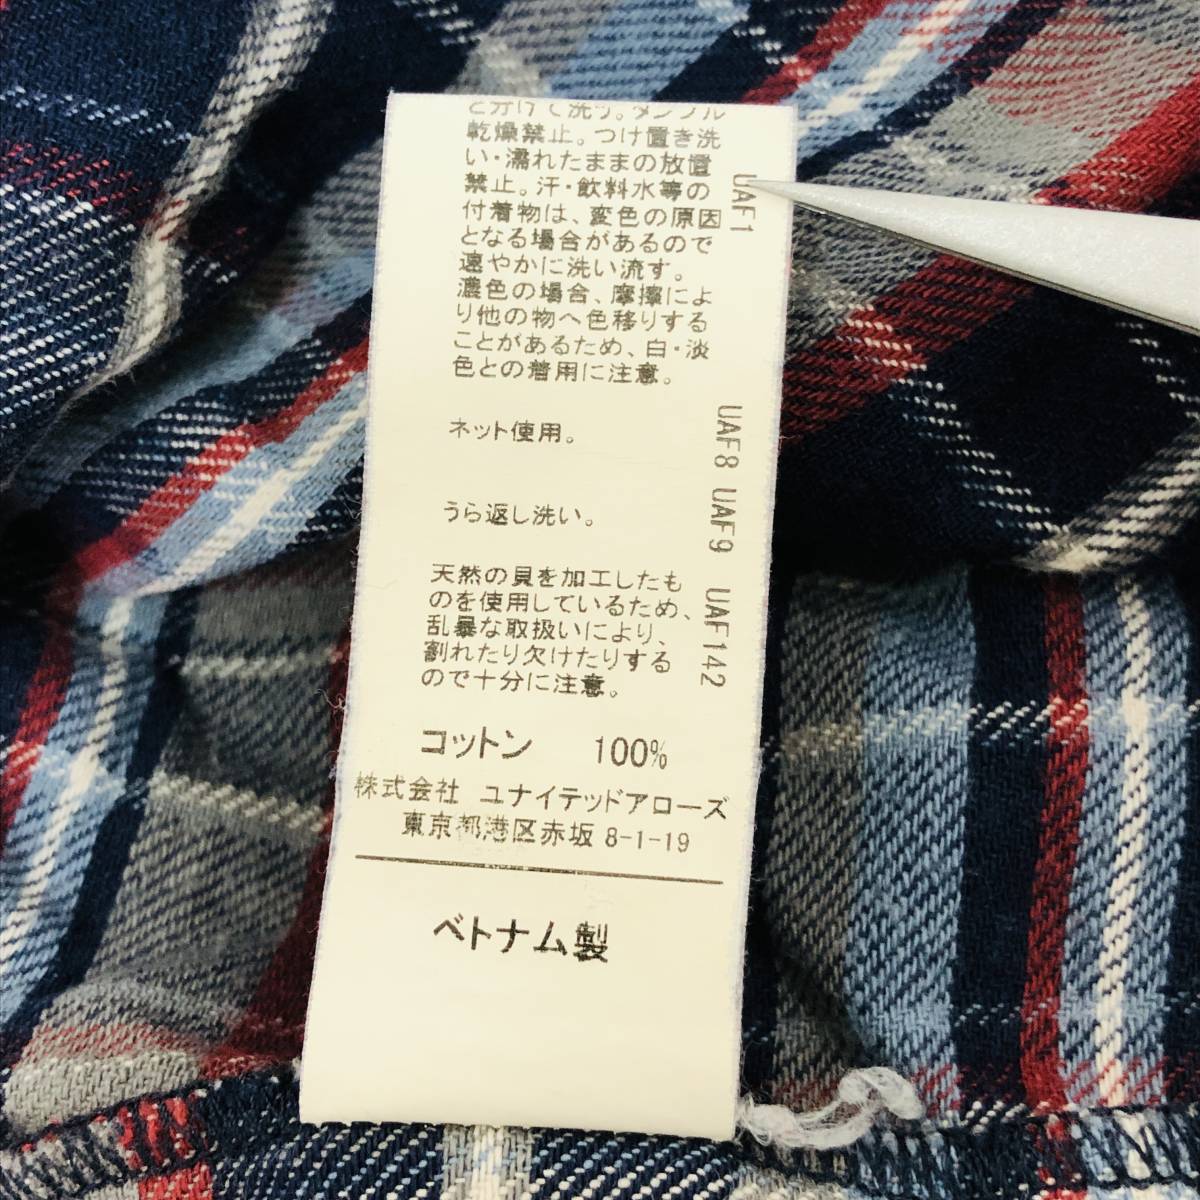 と分けて洗う。タンブル
乾燥禁止。つけ置き洗
い・濡れたままの放置
禁止。汗・飲料水等の
付着物は、変色の原因
となる場合があるので
速やかに洗い流す。
濃色の場合、摩擦によ
り他の物へ色移りする
ことがあるため、白・淡
色との着用に注意。
UAF1
ネット使用。
うら返し洗い。
UAF8 UAF9 UAF142
天然の貝を加工したも
のを使用しているため、
乱暴な取扱いにより、
割れたり欠けたりする
ので十分に注意。
コットン 100%
株式会社 ユナイテッドアローズ
東京都港区赤坂 8-1-19
ベトナム製